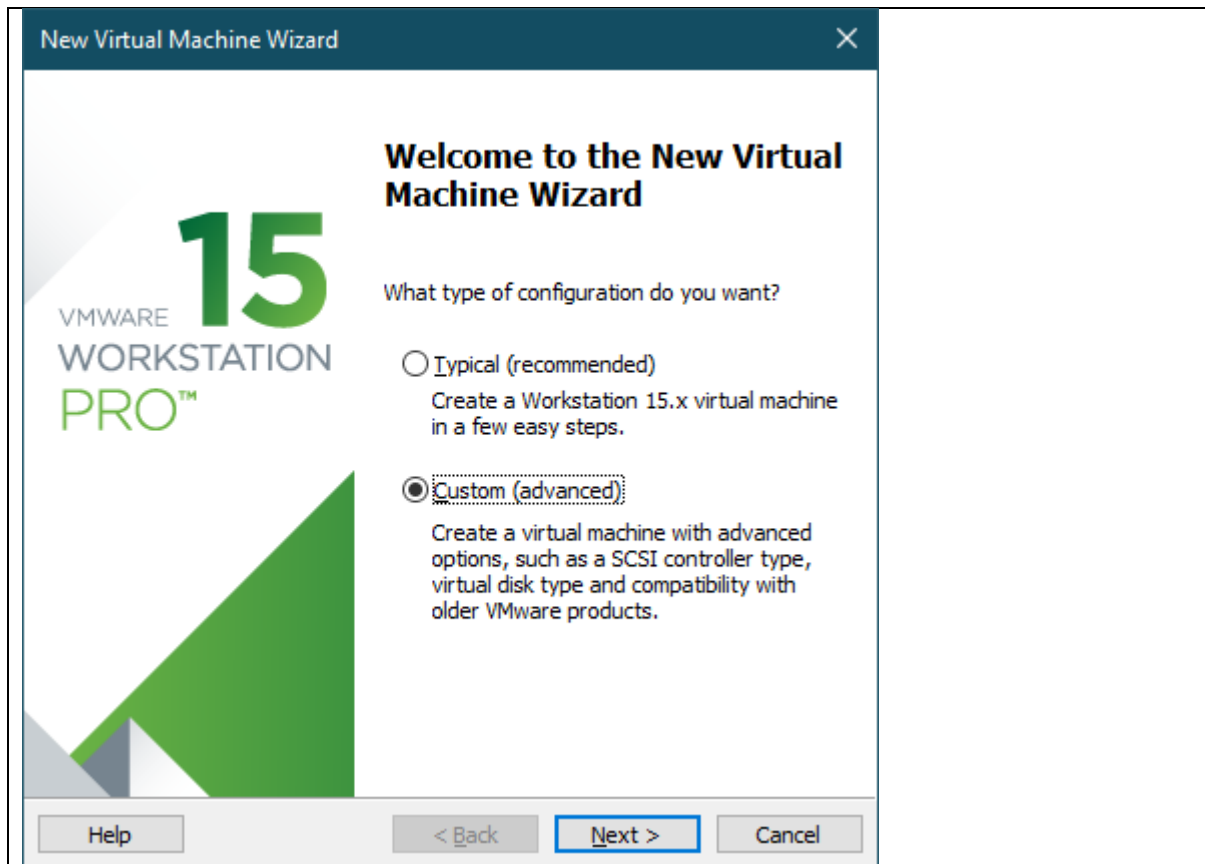 New Virtual Machine Wizard
Welcome to the New Virtual
Machine Wizard
15
VMWARE
WORKSTATION
PRO™
What type of configuration do you want?
Typical (recommended)
Create a Workstation 15.x virtual machine
in a few easy steps.
Custom (advanced)
Create a virtual machine with advanced
options, such as a SCSI controller type,
virtual disk type and compatibility with
older VMware products.
Help
< Back
Next >
Cancel